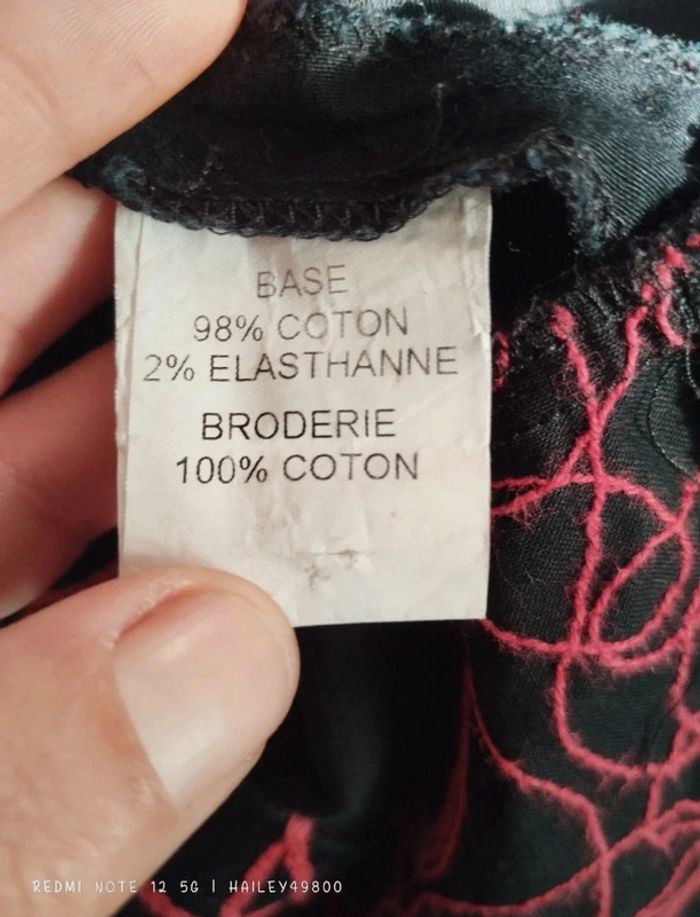 BASE
98% COTON
2% ELASTHANNE
BRODERIE
100% COTON
REDMI NOTE 12 5G | HAILEY49800